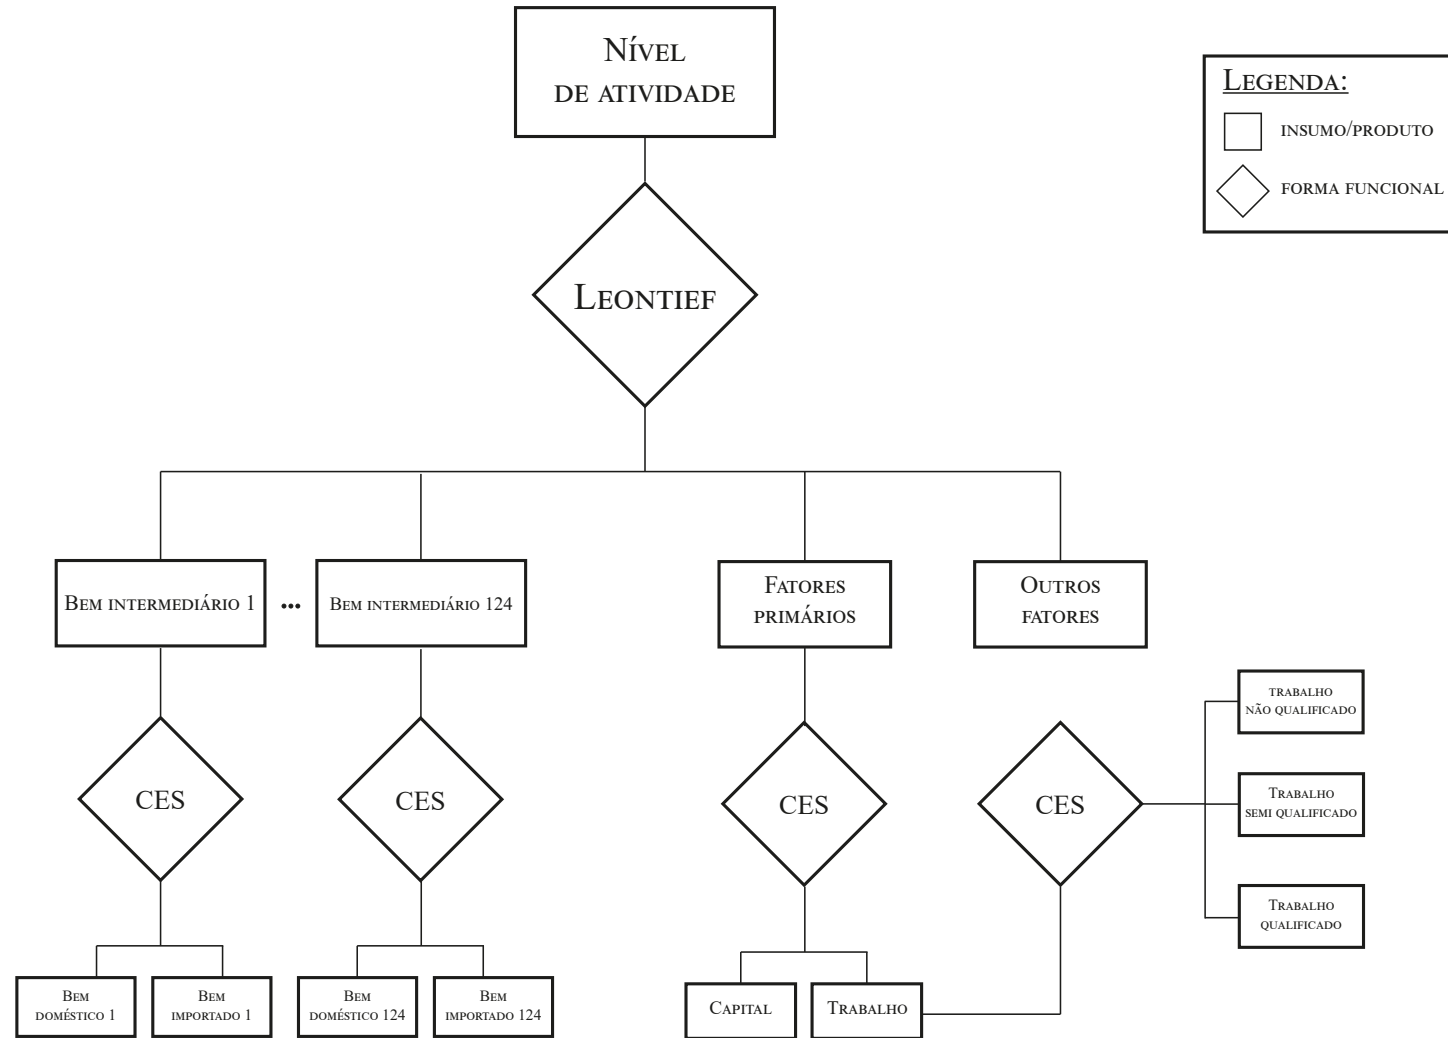 Nível
de atividade
Legenda:
insumo/produto
forma funcional
Leontief
Bem intermediário 1
...
Bem intermediário 124
Fatores
primários
Outros
fatores
CES
CES
CES
CES
trabalho
não qualificado
Trabalho
semi qualificado
Trabalho
qualificado
Bem
doméstico 1
Bem
importado 1
Bem
doméstico 124
Bem
importado 124
Capital
Trabalho